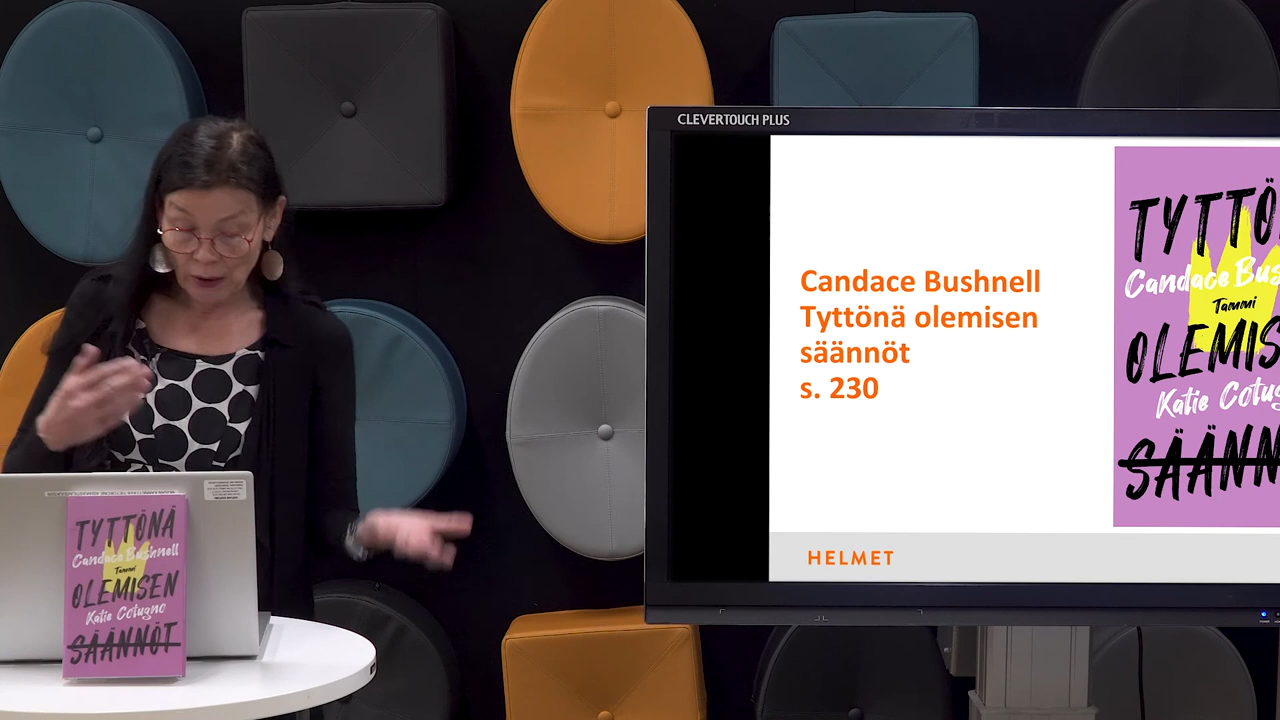 CLEVERTOUCH PLUS
Candace Bushnell
Tyttönä olemisen
säännöt
s. 230
HELMET
TYTTÖ
Candace Bus
Tammi
OLEMIS
Katie Cotug
SÄÄNN
TYTTÖNÄ
Candace Bushnell
Tammi
OLEMISEN
Katie Cotugno
SÄÄNNÖT